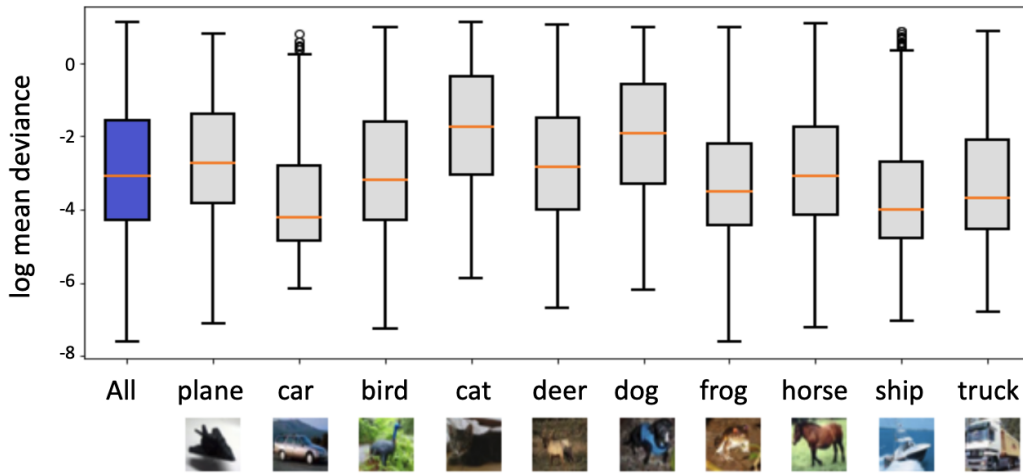 log mean deviance
0
-2
-4
-6
-8
All plane car bird cat deer dog frog horse ship truck